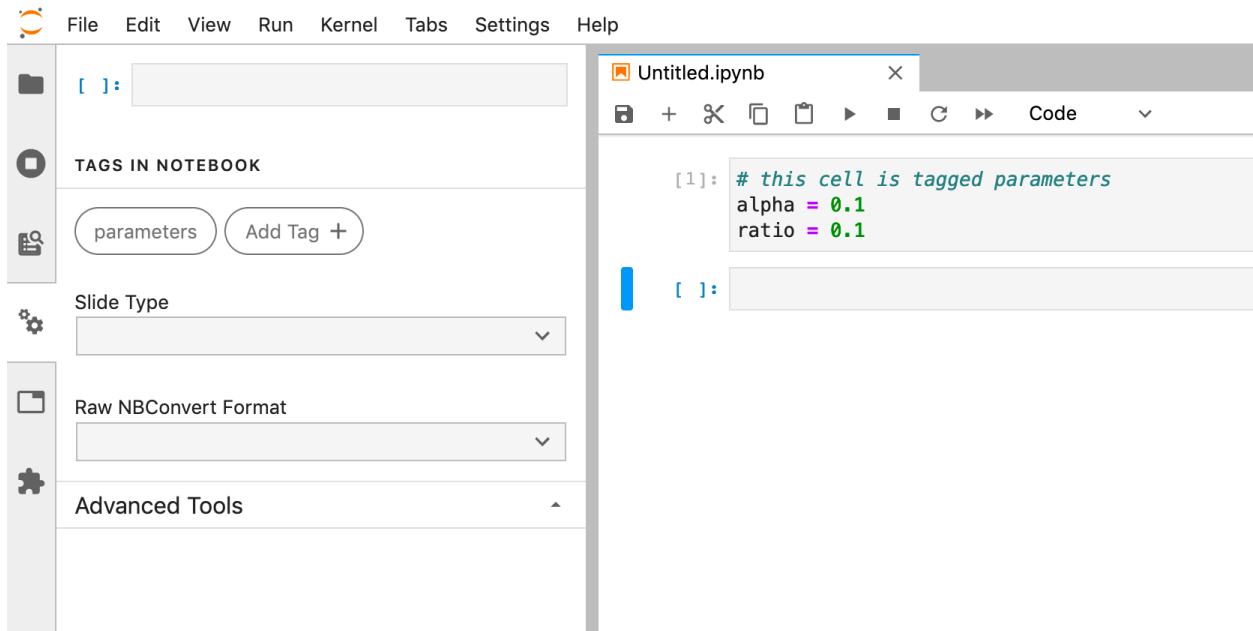 File Edit View Run Kernel Tabs Settings Help
[ ]:
TAGS IN NOTEBOOK
parameters Add Tag +
Slide Type
Raw NBConvert Format
Advanced Tools
Untitled.ipynb
Code
[1]: # this cell is tagged parameters
alpha = 0.1
ratio = 0.1
[ ]: